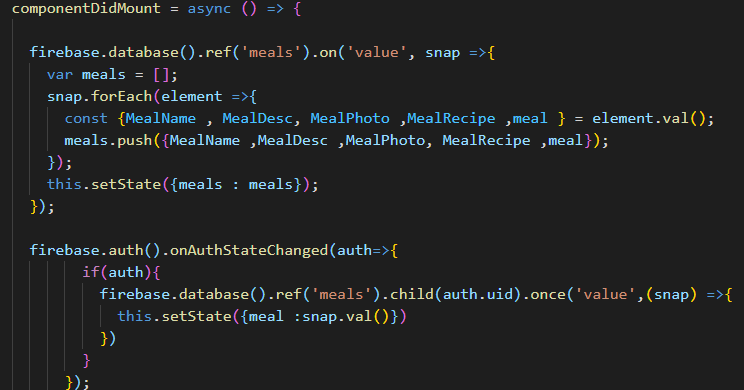 componentDidMount = async () => {
firebase.database().ref('meals').on('value', snap =>{
var meals = [];
snap.forEach(element =>{
const {MealName , MealDesc, MealPhoto ,MealRecipe ,meal } = element.val();
meals.push({MealName ,MealDesc ,MealPhoto, MealRecipe ,meal});
});
this.setState({meals : meals});
});
firebase.auth().onAuthStateChanged(auth=>{
if(auth){
firebase.database().ref('meals').child(auth.uid).once('value',(snap) =>{
this.setState({meal :snap.val()})
})
}
});